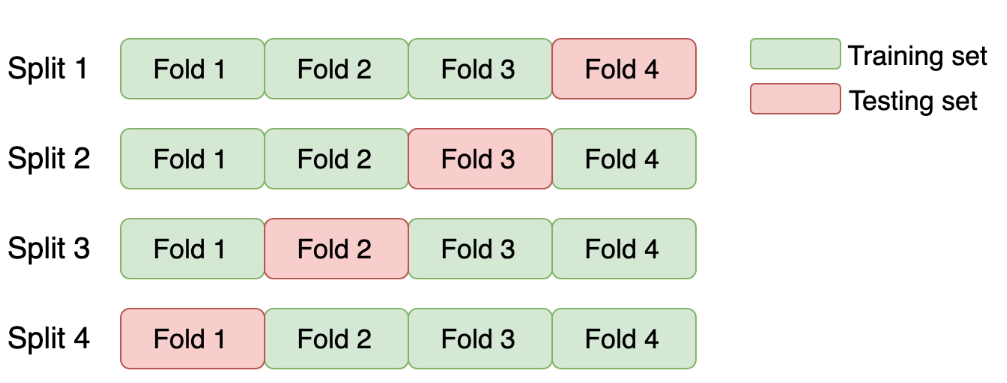 Split 1 Fold 1 Fold 2 Fold 3 Fold 4
Split 2 Fold 1 Fold 2 Fold 3 Fold 4
Split 3 Fold 1 Fold 2 Fold 3 Fold 4
Split 4 Fold 1 Fold 2 Fold 3 Fold 4
Training set
Testing set